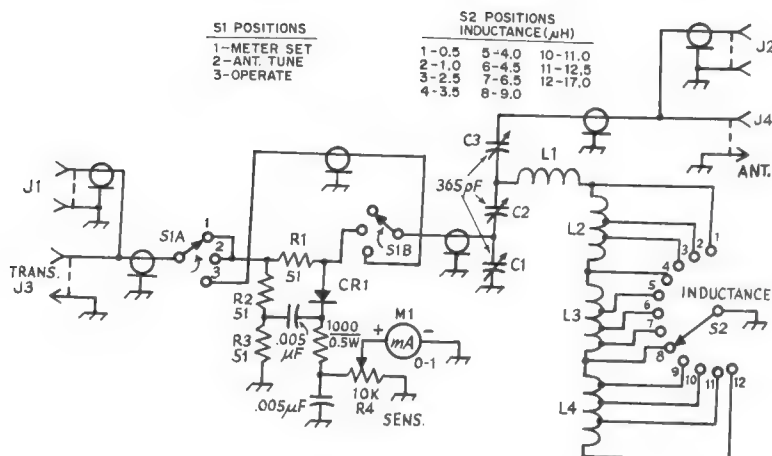 S1 POSITIONS
1-METER SET
2-ANT. TUNE
3-OPERATE
S2 POSITIONS
INDUCTANCE (μH)
1-0.5 5-4.0 10-11.0
2-1.0 6-4.5 11-12.5
3-2.5 7-6.5 12-17.0
4-3.5 8-9.0
J2
J4
ANT.
C3
365pF
L1
C2
C1
J1
TRANS.
J3
S1A
1
2
3
R1
51
S1B
CR1
R2
51
R3
51
.005
μF
1000
0.5W
M1
+
mA
-
0-1
10K
R4
SENS.
.005μF
L2
L3
L4
1
2
3
4
5
6
7
8
9
10
11
12
INDUCTANCE
S2